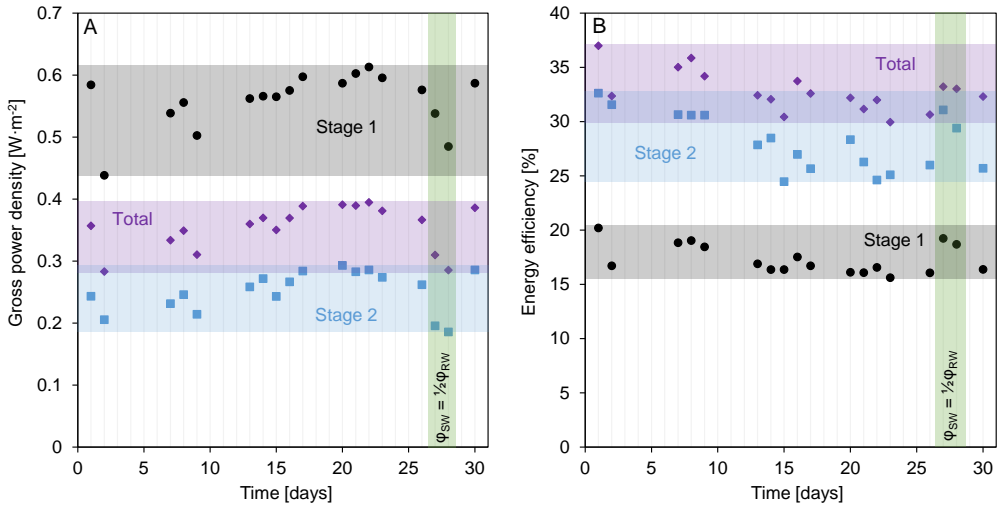 A
Gross power density [W·m⁻²]
0.7
0.6
0.5
0.4
0.3
0.2
0.1
0
Stage 1
Total
Stage 2
φSW = ½φRW
0 5 10 15 20 25 30
Time [days]
B
Energy efficiency [%]
40
35
30
25
20
15
10
5
0
Total
Stage 2
Stage 1
φSW = ½φRW
0 5 10 15 20 25 30
Time [days]